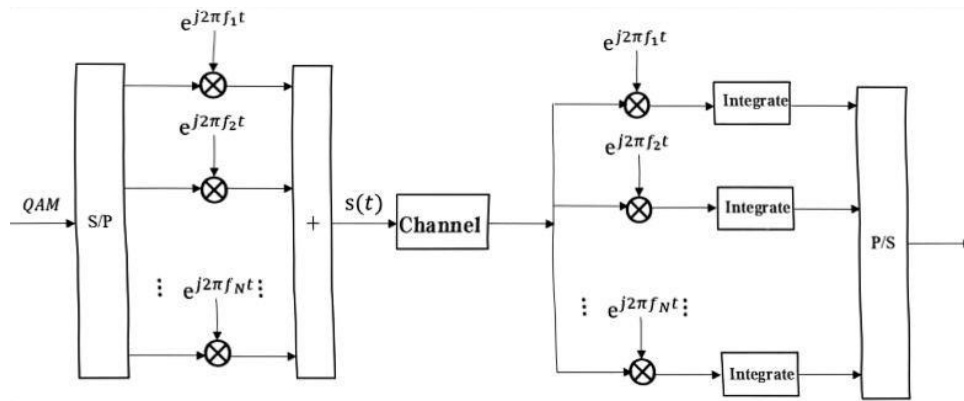 e^{j2πf_1t}
e^{j2πf_1t}
Integrate
e^{j2πf_2t}
e^{j2πf_2t}
QAM
S/P
+
s(t)
Channel
Integrate
P/S
⋮ e^{j2πf_Nt} ⋮
⋮ e^{j2πf_Nt} ⋮
Integrate